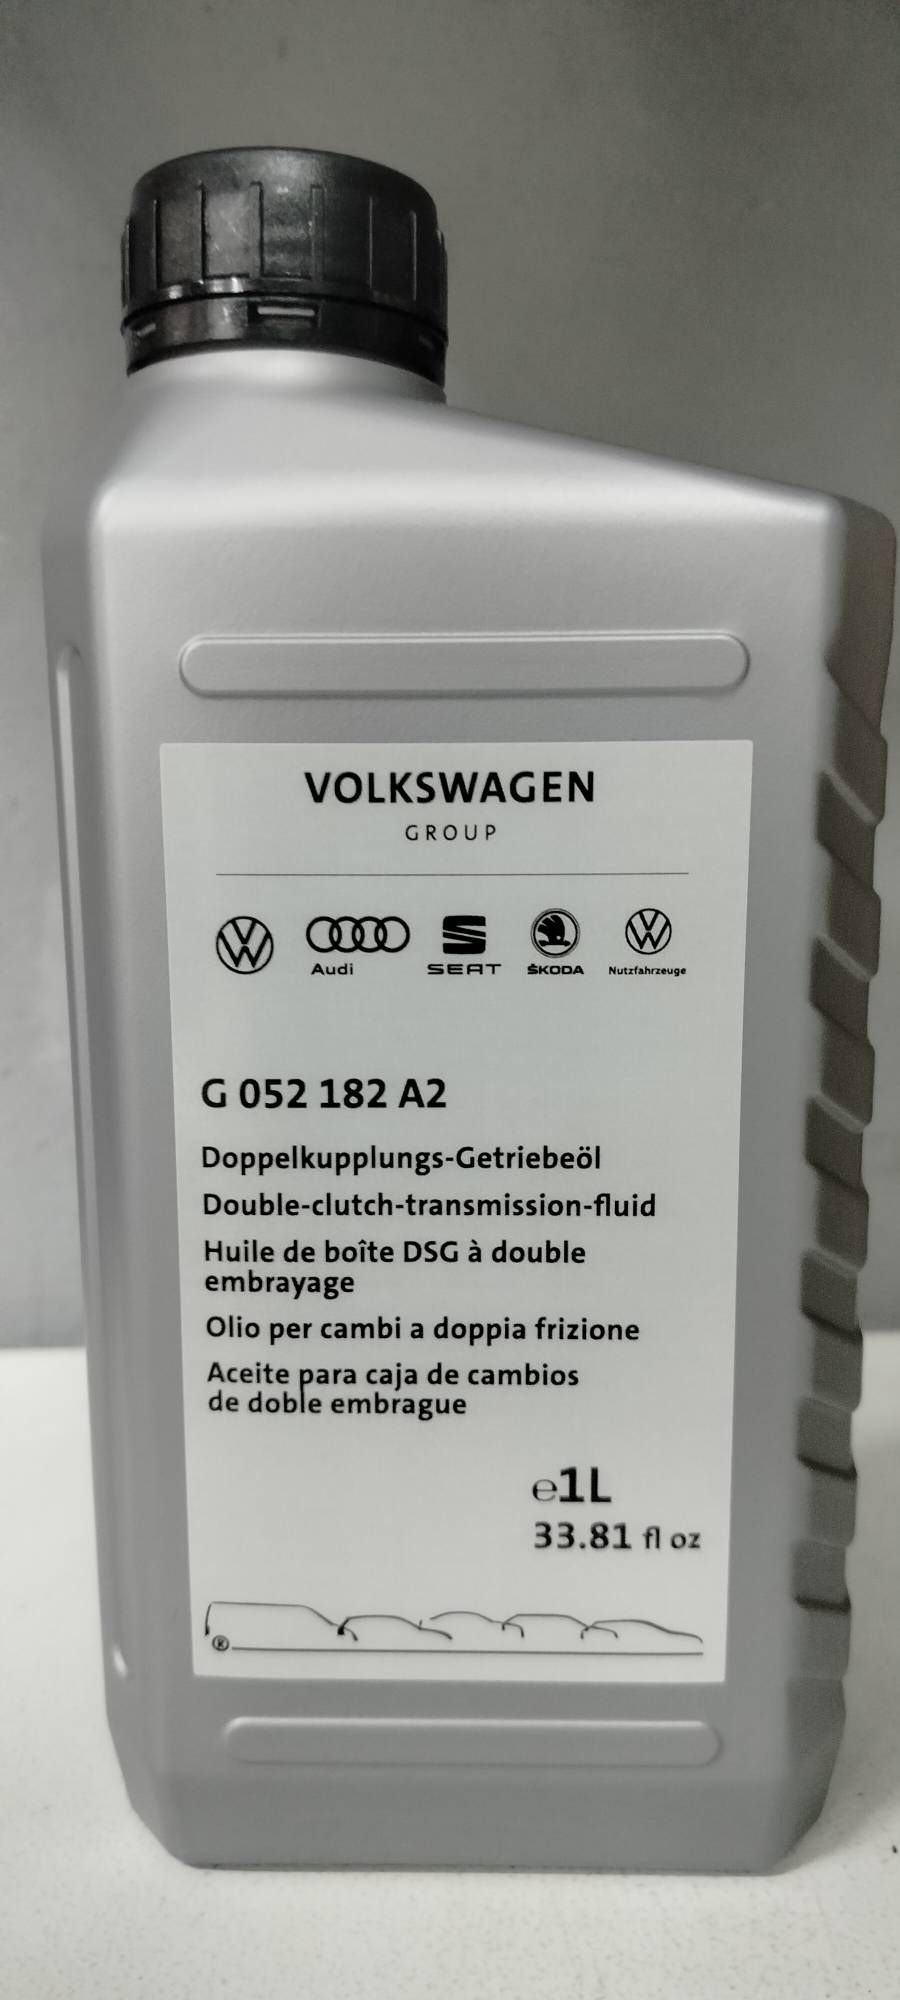 VOLKSWAGEN
GROUP
Audi SEAT ŠKODA Nutzfahrzeuge
G 052 182 A2
Doppelkupplungs-Getriebeöl
Double-clutch-transmission-fluid
Huile de boîte DSG à double
embrayage
Olio per cambi a doppia frizione
Aceite para caja de cambios
de doble embrague
℮1L
33.81 fl oz
®